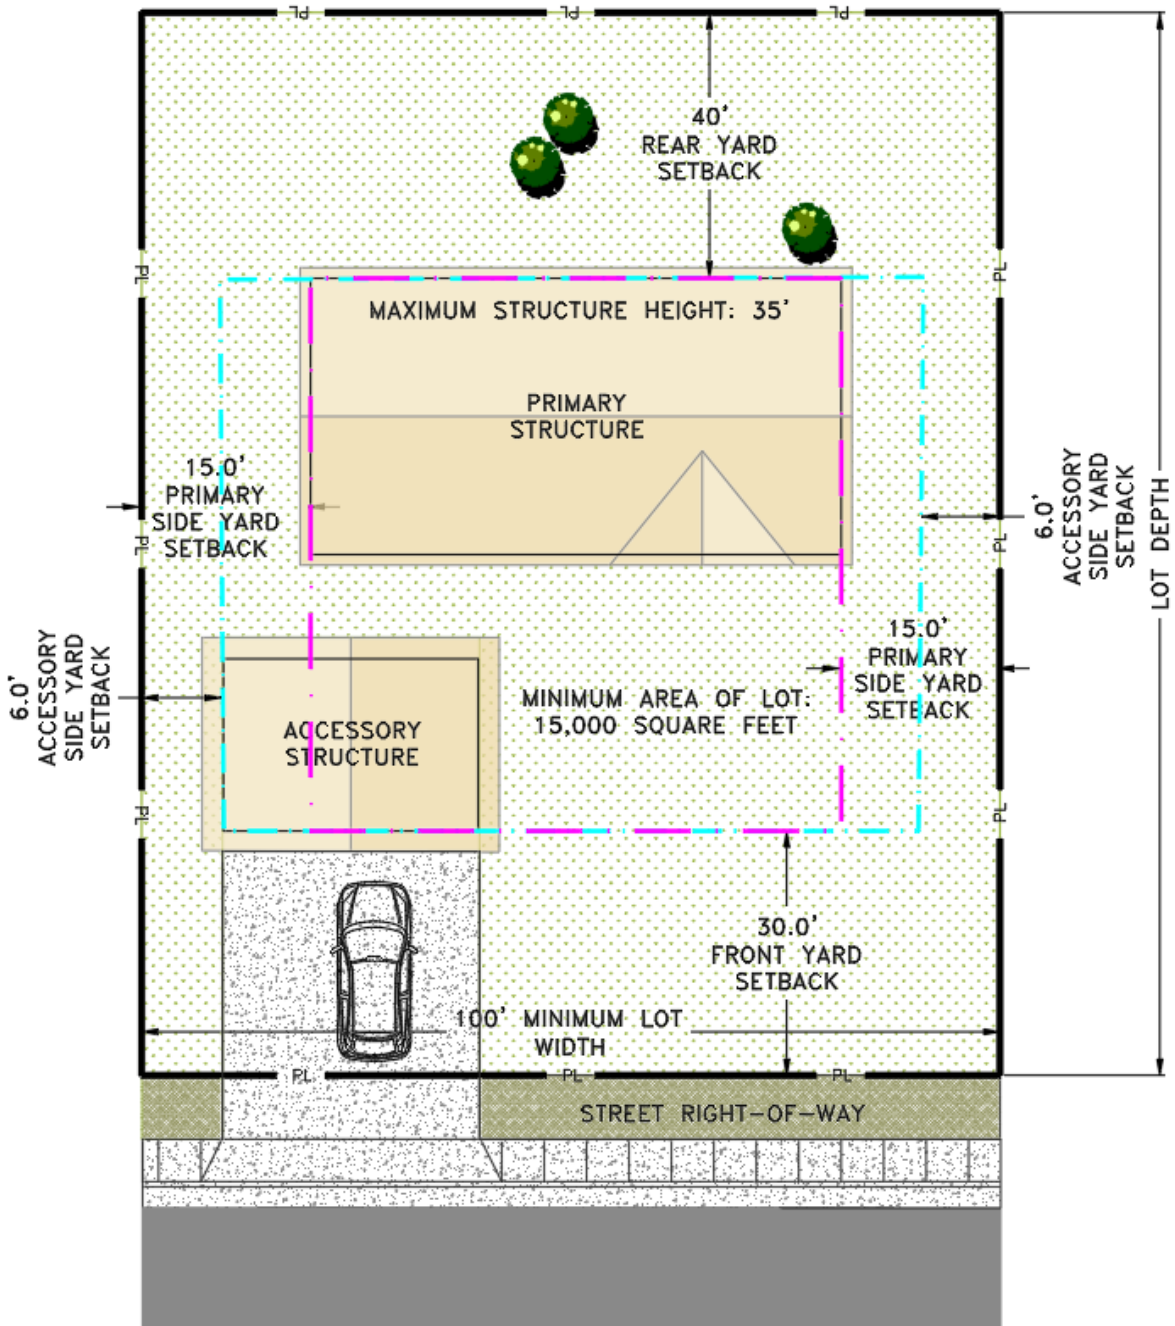 PL PL PL
40'
REAR YARD
SETBACK
PL PL
MAXIMUM STRUCTURE HEIGHT: 35'
PRIMARY
STRUCTURE
15.0'
PRIMARY
SIDE YARD
SETBACK
6.0'
ACCESSORY
SIDE YARD
SETBACK
LOT DEPTH
PL PL
15.0'
PRIMARY
SIDE YARD
SETBACK
6.0'
ACCESSORY
SIDE YARD
SETBACK
MINIMUM AREA OF LOT:
15,000 SQUARE FEET
ACCESSORY
STRUCTURE
PL PL
30.0'
FRONT YARD
SETBACK
100' MINIMUM LOT
WIDTH
PL PL PL
STREET RIGHT-OF-WAY